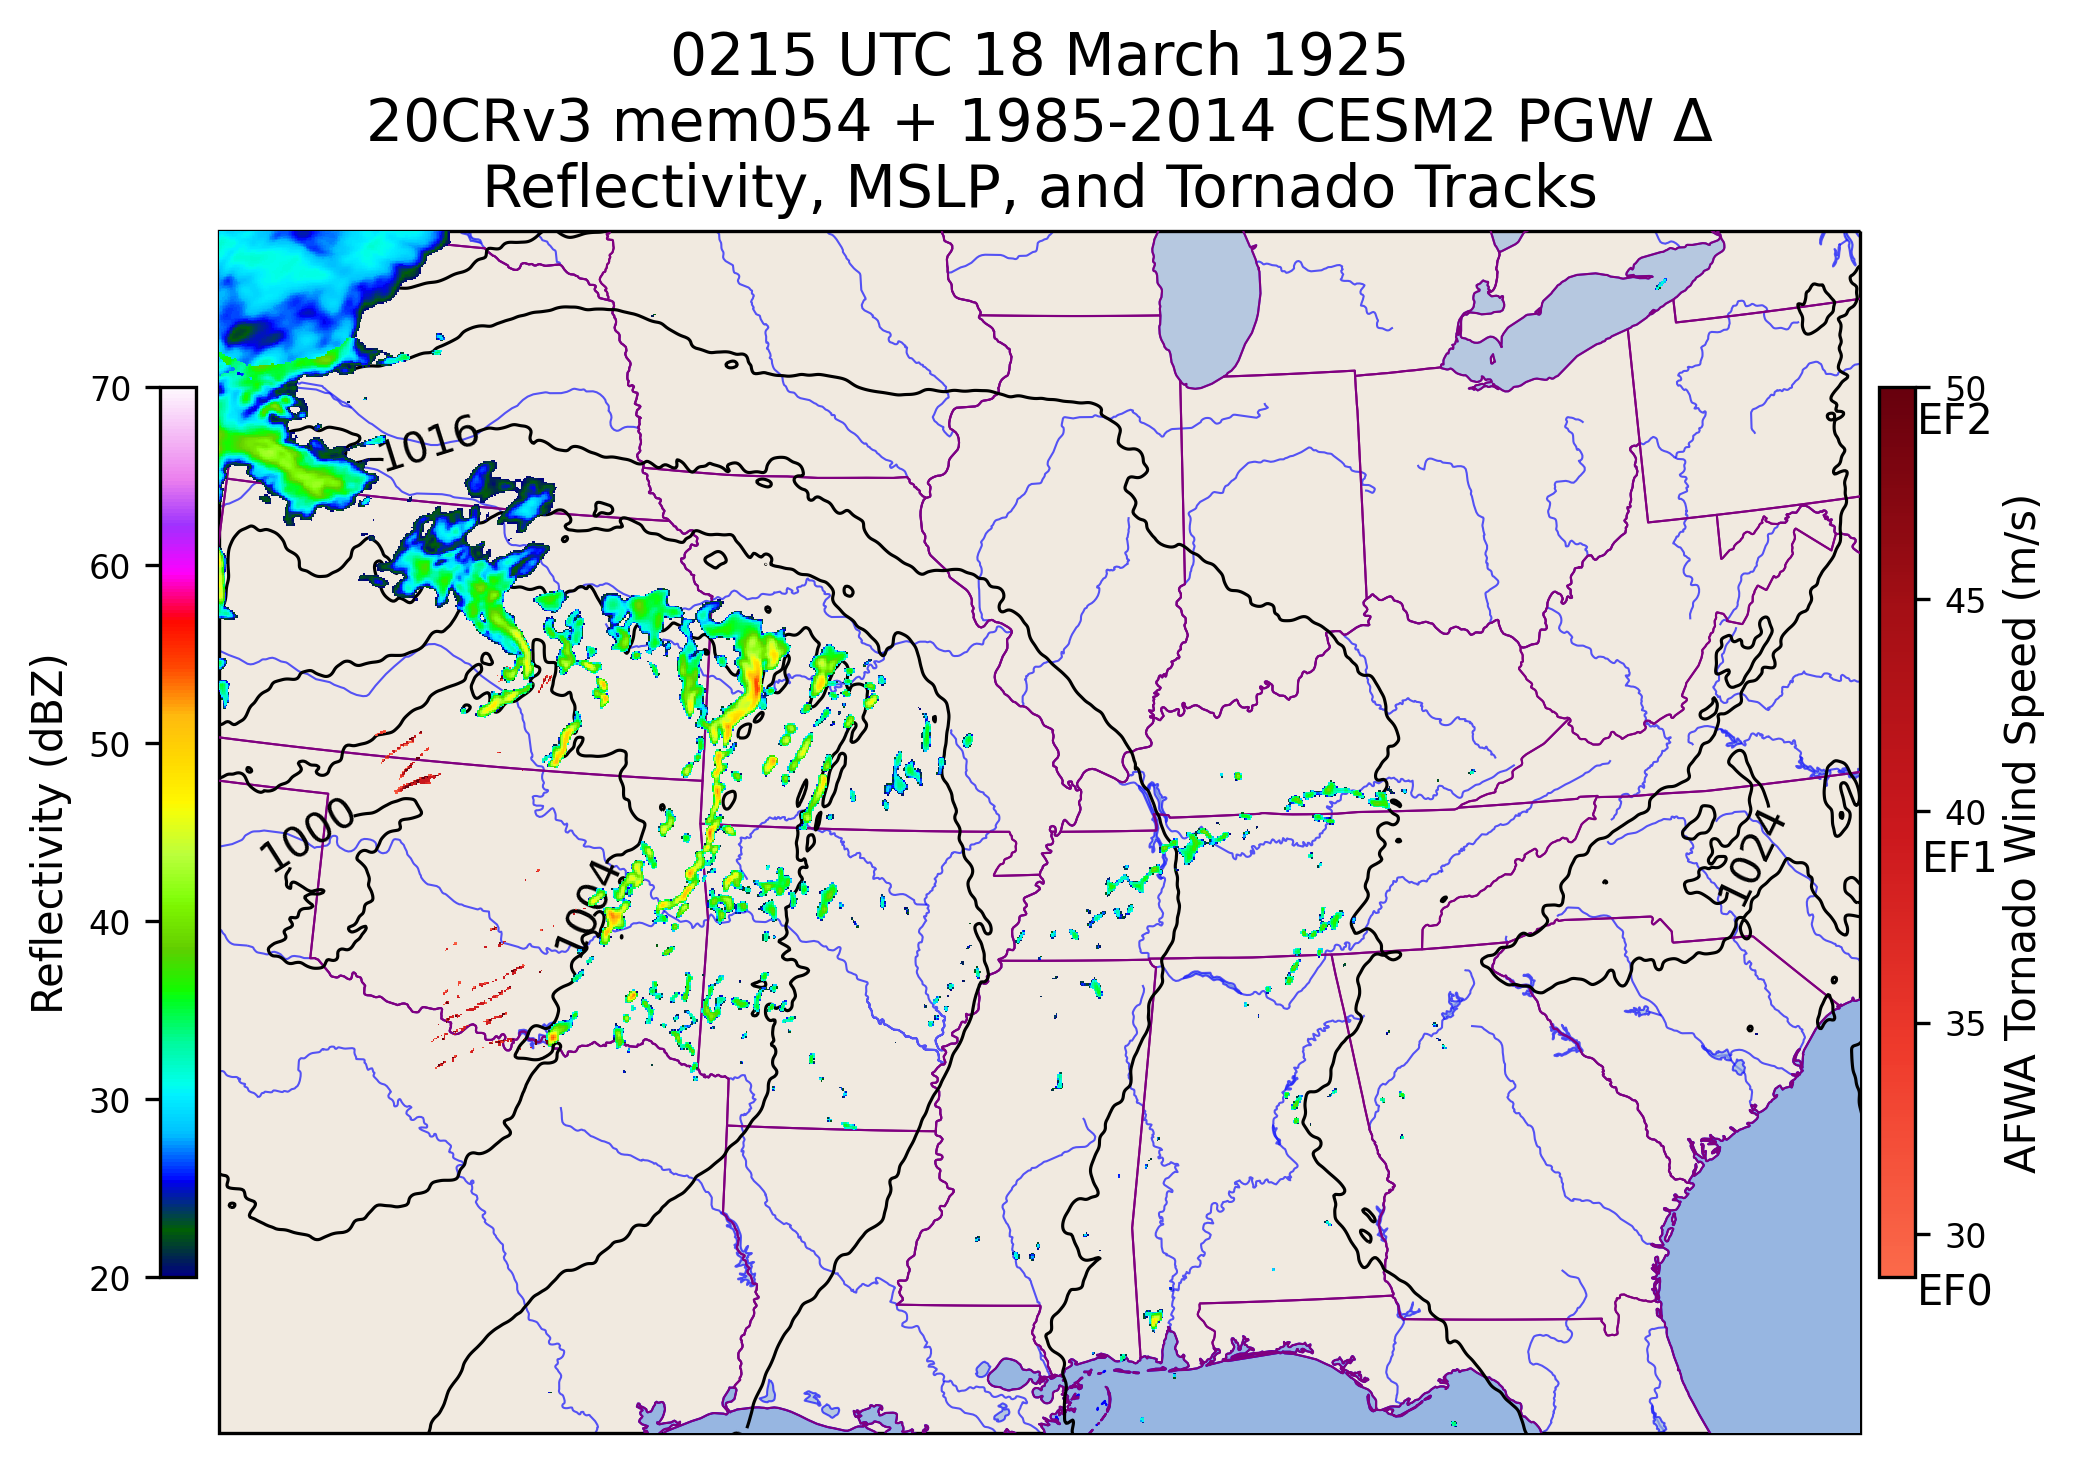 0215 UTC 18 March 1925
20CRv3 mem054 + 1985-2014 CESM2 PGW Δ
Reflectivity, MSLP, and Tornado Tracks
Reflectivity (dBZ)
70
60
50
40
30
20
1016
1000
1004
1024
50
EF2
45
40
EF1
35
30
EF0
AFWA Tornado Wind Speed (m/s)